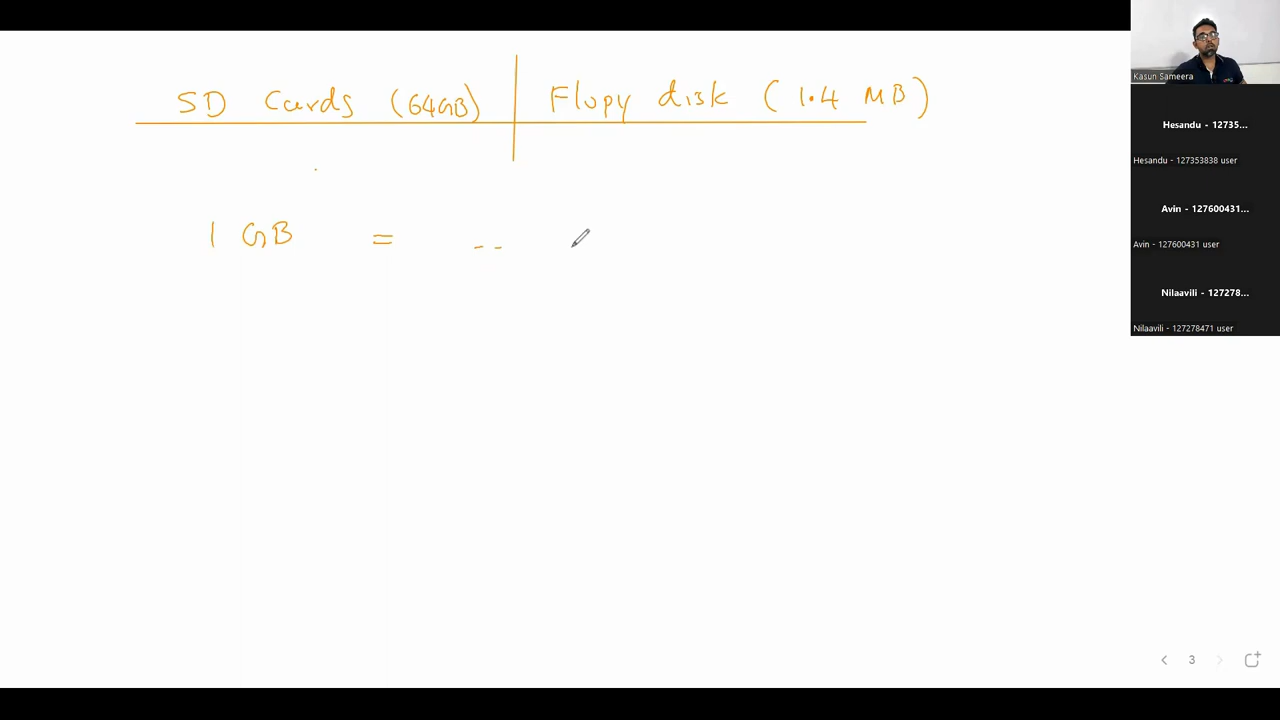 SD Cards (64GB) Flopy disk (1.4 MB)
1 GB = --
Kasun Sameera
Hesandu - 12735...
Hesandu - 127353838 user
Avin - 127600431...
Avin - 127600431 user
Nilaavili - 127278...
Nilaavili - 127278471 user
3